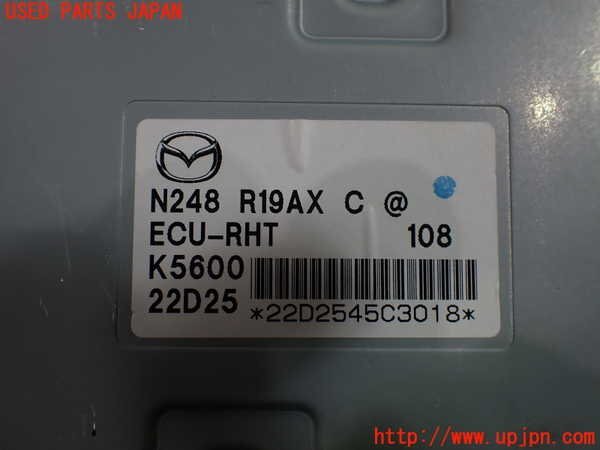 USED PARTS JAPAN
N248 R19AX C @
ECU-RHT 108
K5600
22D25
*22D2545C3018*
http://www.upjpn.com/